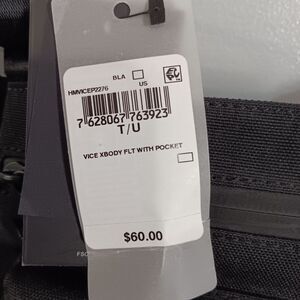 BLA
US
HMVICEP2276
7 628067 763923
T/U
VICE XBODY FLT WITH POCKET
$60.00